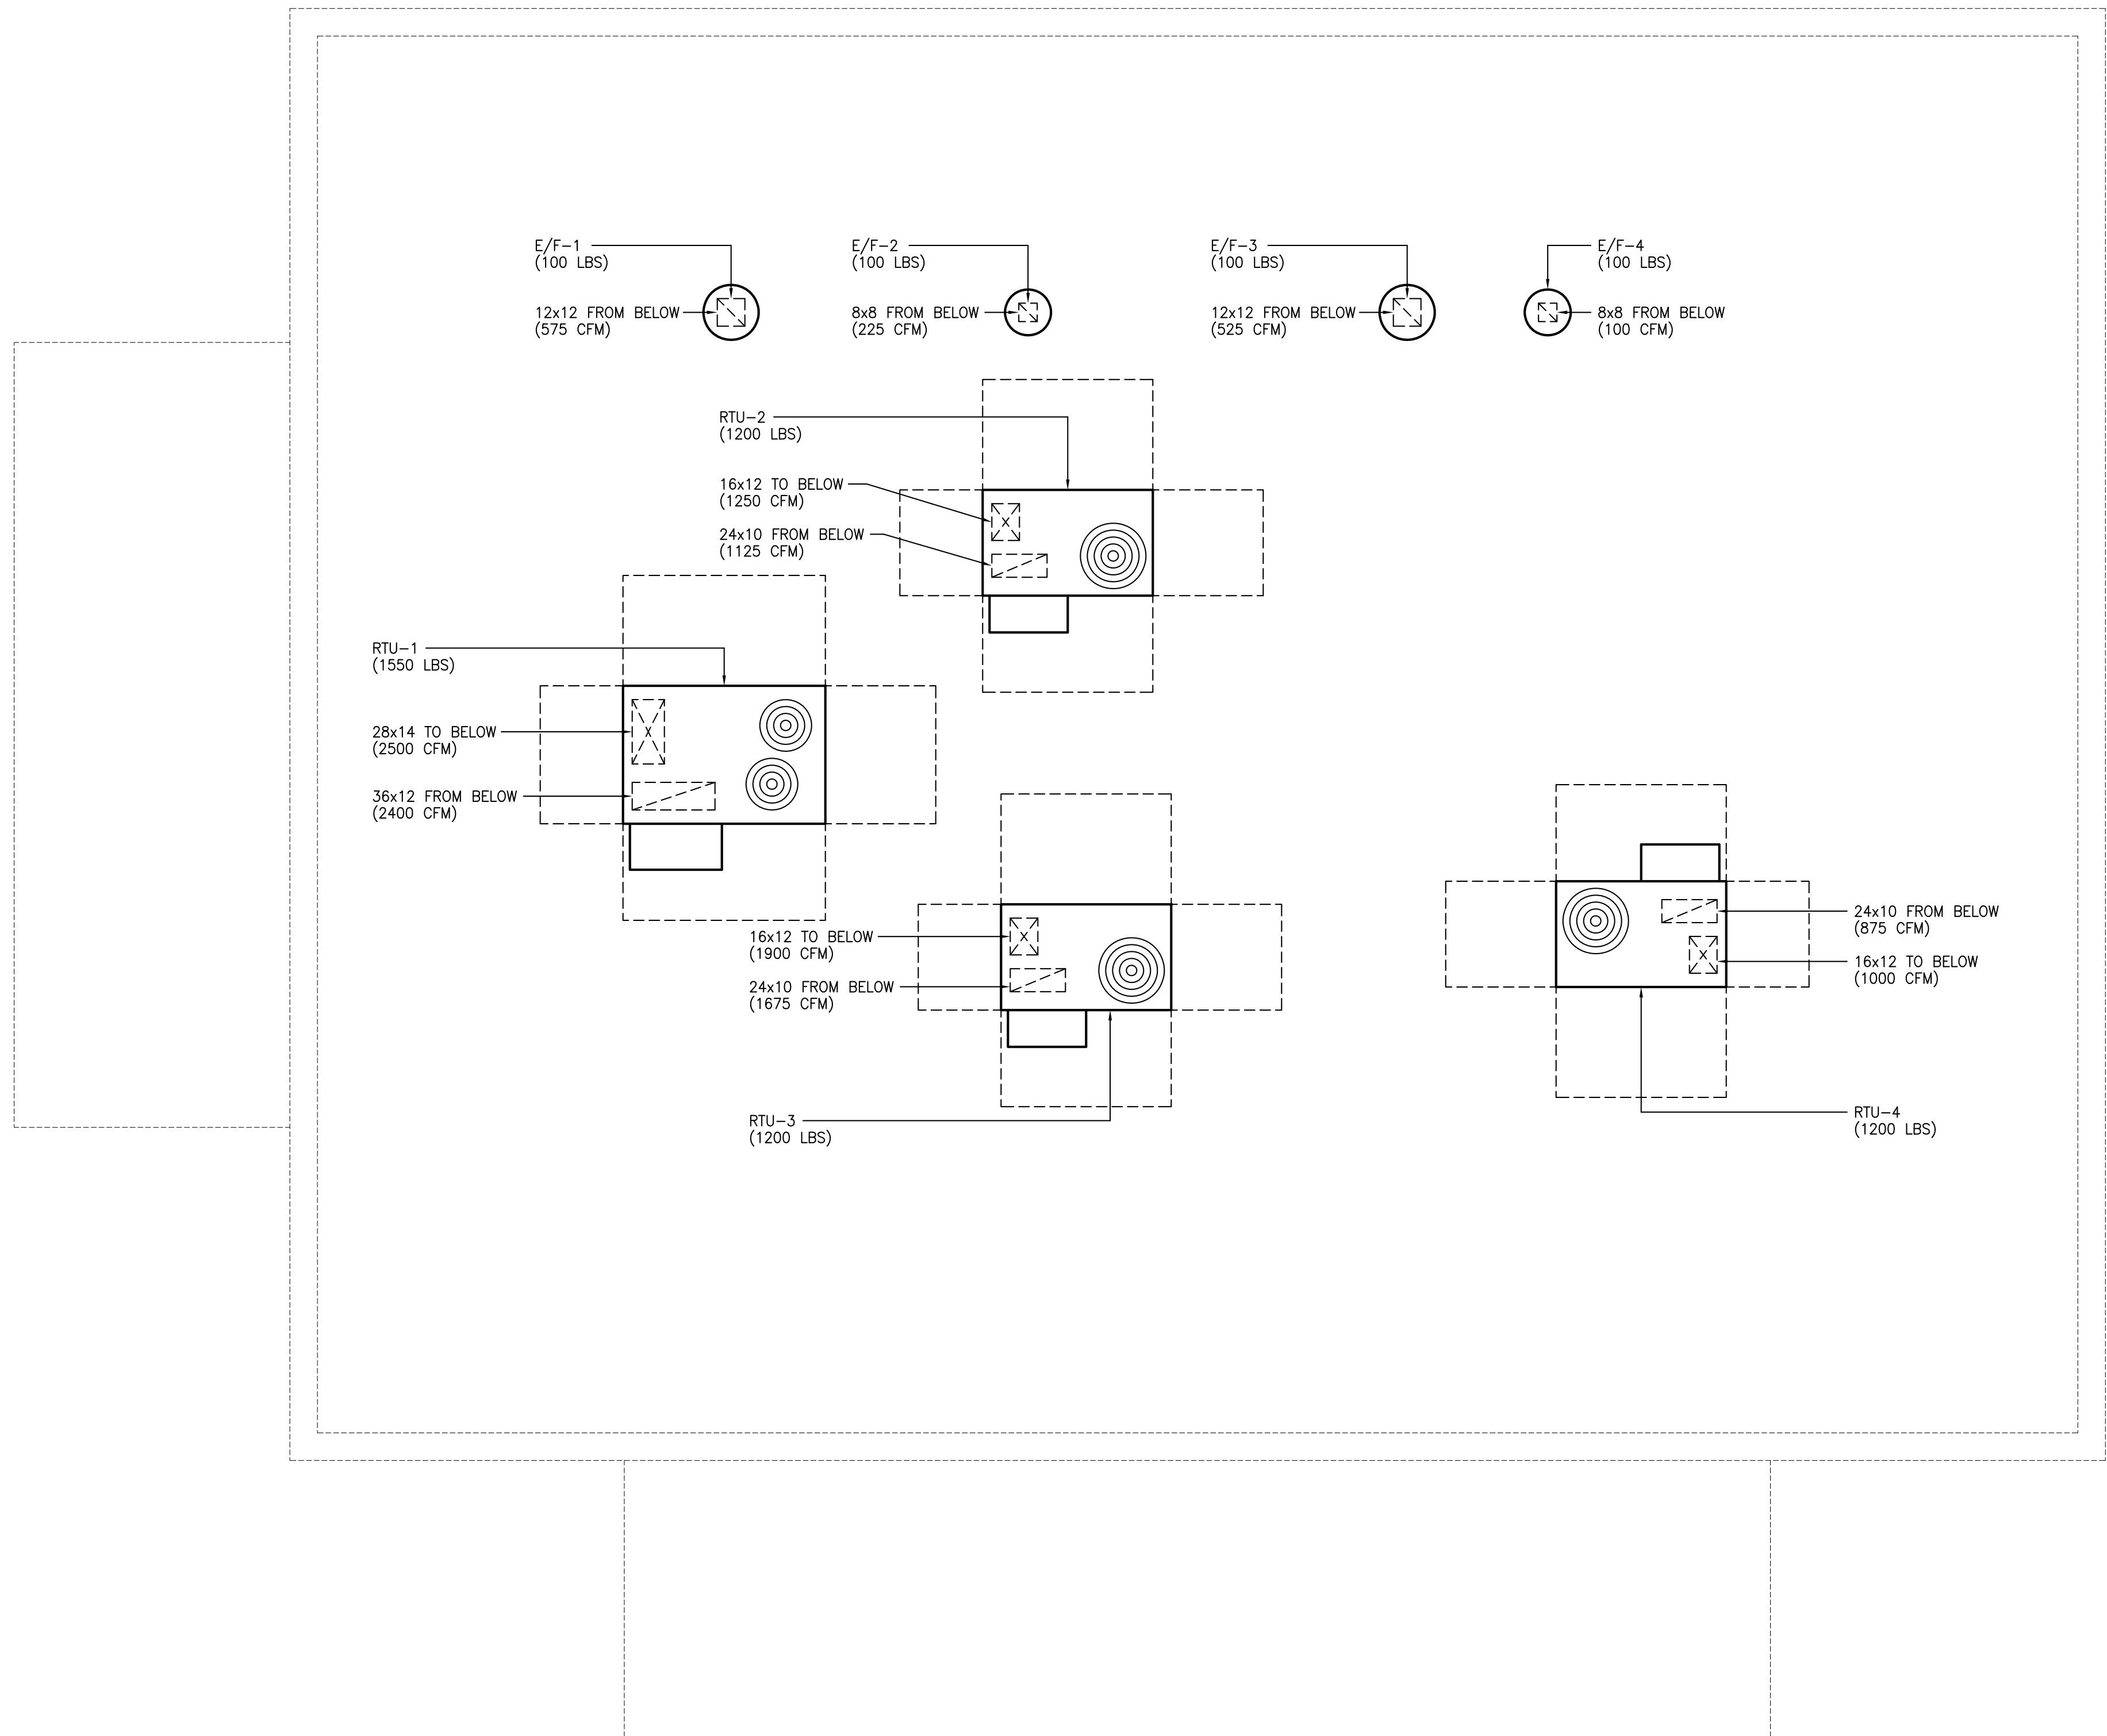 E/F-1
(100 LBS)
12x12 FROM BELOW
(575 CFM)
E/F-2
(100 LBS)
8x8 FROM BELOW
(225 CFM)
E/F-3
(100 LBS)
12x12 FROM BELOW
(525 CFM)
E/F-4
(100 LBS)
8x8 FROM BELOW
(100 CFM)
RTU-2
(1200 LBS)
16x12 TO BELOW
(1250 CFM)
24x10 FROM BELOW
(1125 CFM)
RTU-1
(1550 LBS)
28x14 TO BELOW
(2500 CFM)
36x12 FROM BELOW
(2400 CFM)
16x12 TO BELOW
(1900 CFM)
24x10 FROM BELOW
(1675 CFM)
RTU-3
(1200 LBS)
24x10 FROM BELOW
(875 CFM)
16x12 TO BELOW
(1000 CFM)
RTU-4
(1200 LBS)